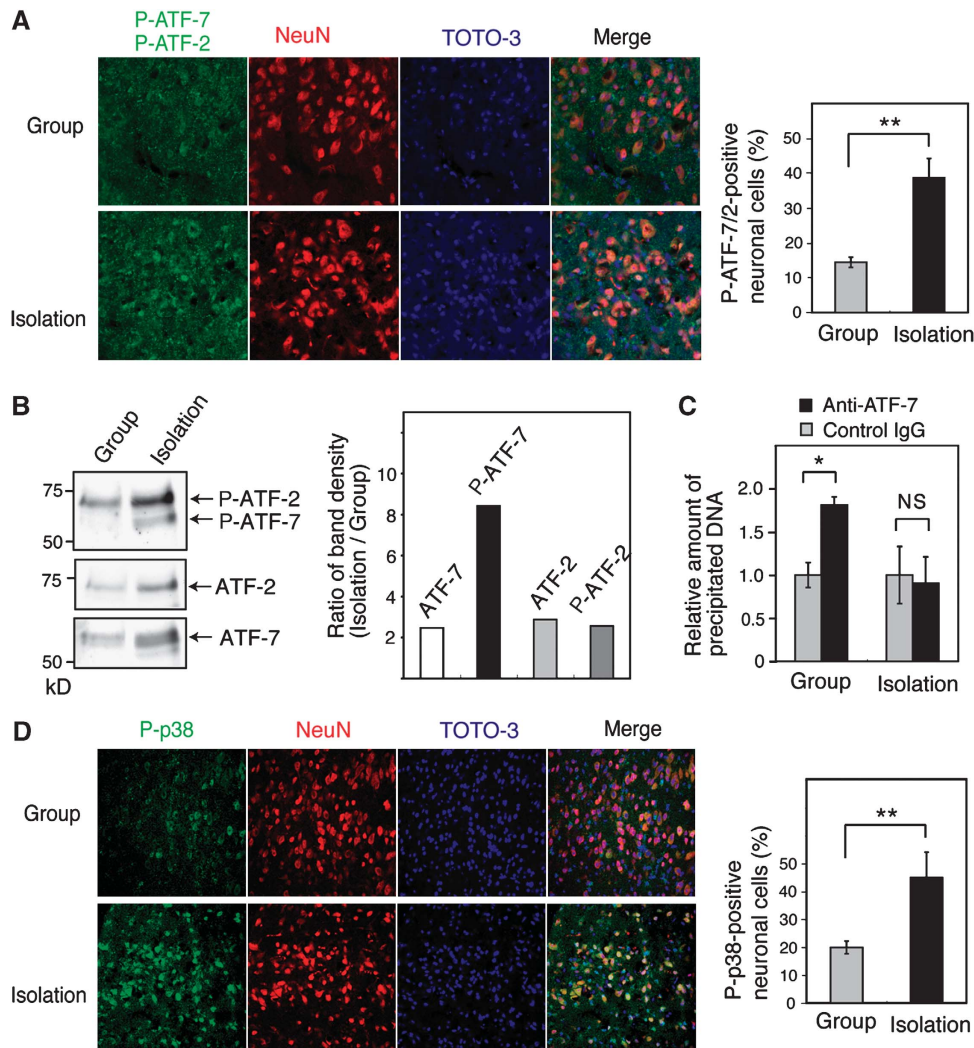 A
P-ATF-7
P-ATF-2
NeuN
TOTO-3
Merge
Group
Isolation
P-ATF-7/2-positive
neuronal cells (%)
50
40
30
20
10
0
**
Group
Isolation
B
Group
Isolation
75
50
P-ATF-2
P-ATF-7
75
ATF-2
50
ATF-7
kD
Ratio of band density
(Isolation / Group)
10
8
6
4
2
ATF-7
P-ATF-7
ATF-2
P-ATF-2
C
Anti-ATF-7
Control IgG
Relative amount of
precipitated DNA
2.0
1.5
1.0
0.5
0
*
NS
Group
Isolation
D
P-p38
NeuN
TOTO-3
Merge
Group
Isolation
P-p38-positive
neuronal cells (%)
50
40
30
20
10
0
**
Group
Isolation